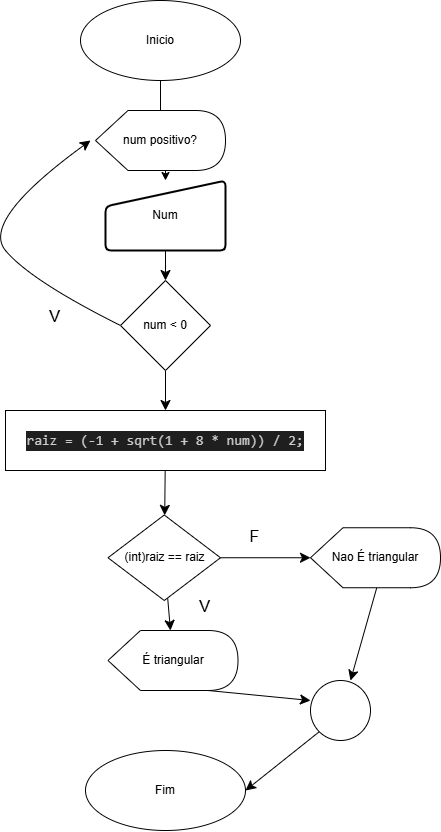 Inicio
num positivo?
Num
num < 0
V
raiz = (-1 + sqrt(1 + 8 * num)) / 2;
(int)raiz == raiz
F
Nao É triangular
V
É triangular
Fim